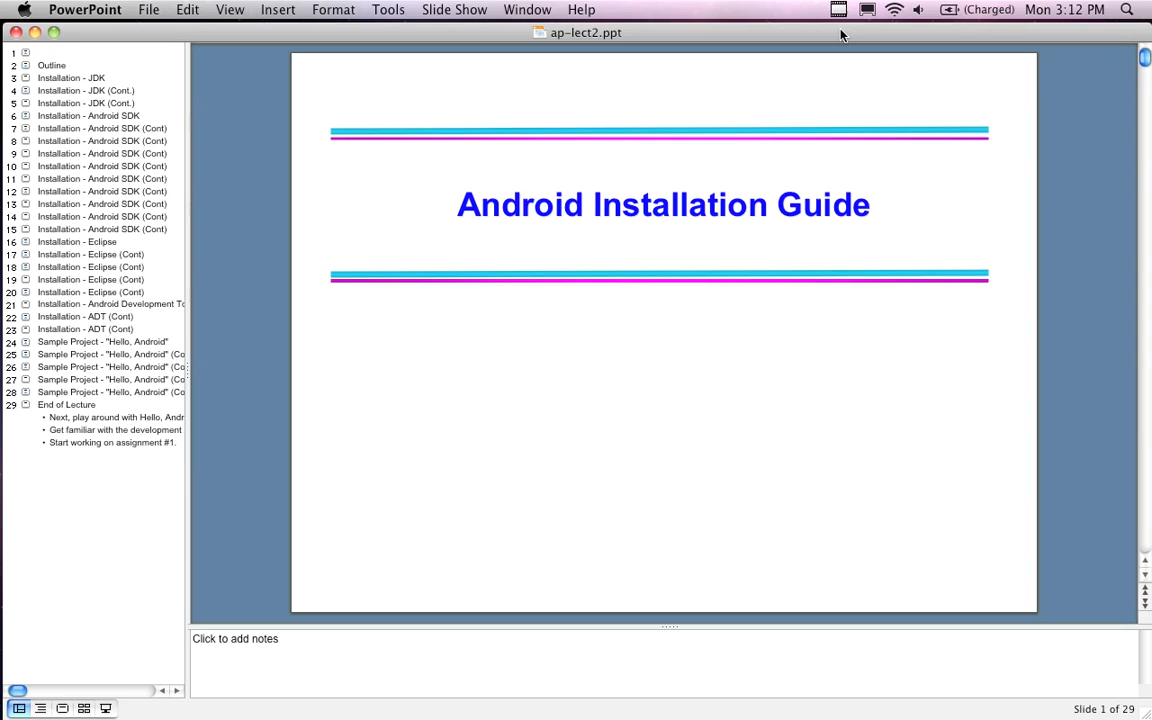 PowerPoint File Edit View Insert Format Tools Slide Show Window Help (Charged) Mon 3:12 PM
ap-lect2.ppt
1
2 Outline
3 Installation - JDK
4 Installation - JDK (Cont.)
5 Installation - JDK (Cont.)
6 Installation - Android SDK
7 Installation - Android SDK (Cont)
8 Installation - Android SDK (Cont)
9 Installation - Android SDK (Cont)
10 Installation - Android SDK (Cont)
11 Installation - Android SDK (Cont)
12 Installation - Android SDK (Cont)
13 Installation - Android SDK (Cont)
14 Installation - Android SDK (Cont)
15 Installation - Android SDK (Cont)
16 Installation - Eclipse
17 Installation - Eclipse (Cont)
18 Installation - Eclipse (Cont)
19 Installation - Eclipse (Cont)
20 Installation - Eclipse (Cont)
21 Installation - Android Development To
22 Installation - ADT (Cont)
23 Installation - ADT (Cont)
24 Sample Project - "Hello, Android"
25 Sample Project - "Hello, Android" (Co
26 Sample Project - "Hello, Android" (Co
27 Sample Project - "Hello, Android" (Co
28 Sample Project - "Hello, Android" (Co
29 End of Lecture
• Next, play around with Hello, Andr
• Get familiar with the development
• Start working on assignment #1.
Android Installation Guide
Click to add notes
Slide 1 of 29